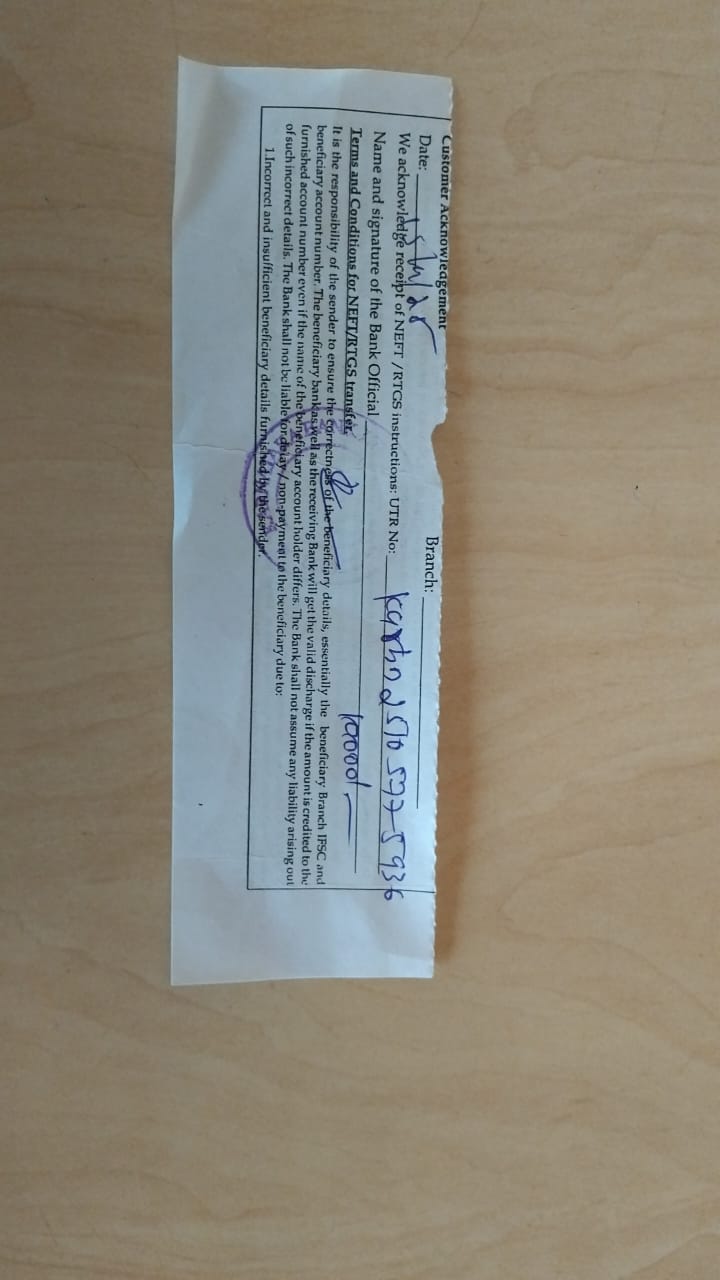 Customer Acknowledgement
Date: Branch:
We acknowledge receipt of NEFT /RTGS instructions: UTR No:
Name and signature of the Bank Official
10000/-
Terms and Conditions for NEFT/RTGS transfer.
It is the responsibility of the sender to ensure the correctness of the beneficiary details, essentially the beneficiary Branch IFSC and
beneficiary account number. The beneficiary bank as well as the receiving Bank will get the valid discharge if the amount is credited to the
furnished account number even if the name of the beneficiary account holder differs. The Bank shall not assume any liability arising out
of such incorrect details. The Bank shall not be liable for delay / non-payment to the beneficiary due to:
1.Incorrect and insufficient beneficiary details furnished by the sender.